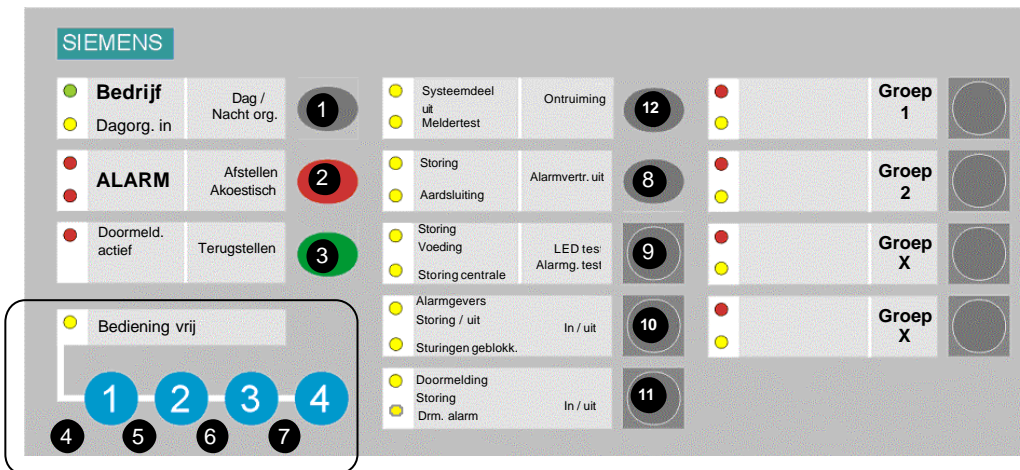 SIEMENS
Bedrijf
Dagorg. in
Dag /
Nacht org.
1
ALARM
Afstellen
Akoestisch
2
Doormeld.
actief
Terugstellen
3
Bediening vrij
1 2 3 4
4 5 6 7
Systeemdeel
uit
Meldertest
Ontruiming
12
Storing
Aardsluiting
Alarmvertr. uit
8
Storing
Voeding
Storing centrale
LED test
Alarmg. test
9
Alarmgevers
Storing / uit
Sturingen geblokk.
In / uit
10
Doormelding
Storing
Drm. alarm
In / uit
11
Groep
1
Groep
2
Groep
X
Groep
X